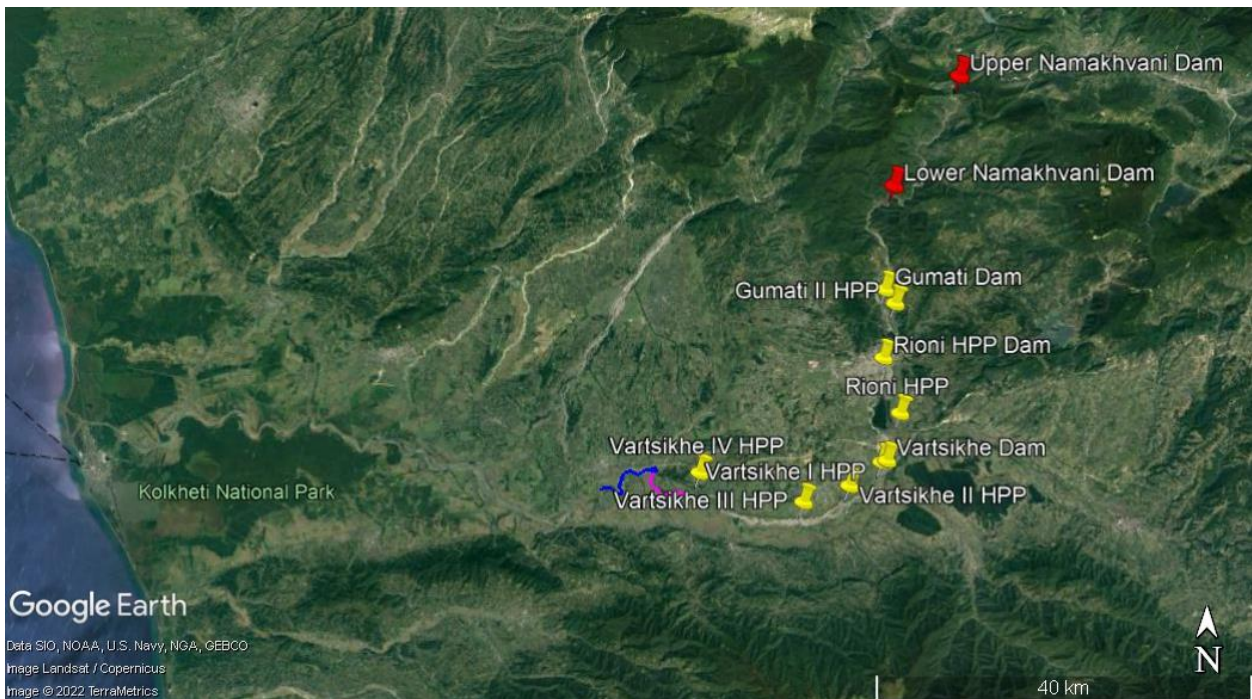 Upper Namakhvani Dam
Lower Namakhvani Dam
Gumati Dam
Gumati II HPP
Rioni HPP Dam
Rioni HPP
Vartsikhe IV HPP
Vartsikhe Dam
Vartsikhe I HPP
Vartsikhe III HPP
Vartsikhe II HPP
Kolkheti National Park
Google Earth
Data SIO, NOAA, U.S. Navy, NGA, GEBCO
Image Landsat / Copernicus
Image © 2022 TerraMetrics
N
40 km